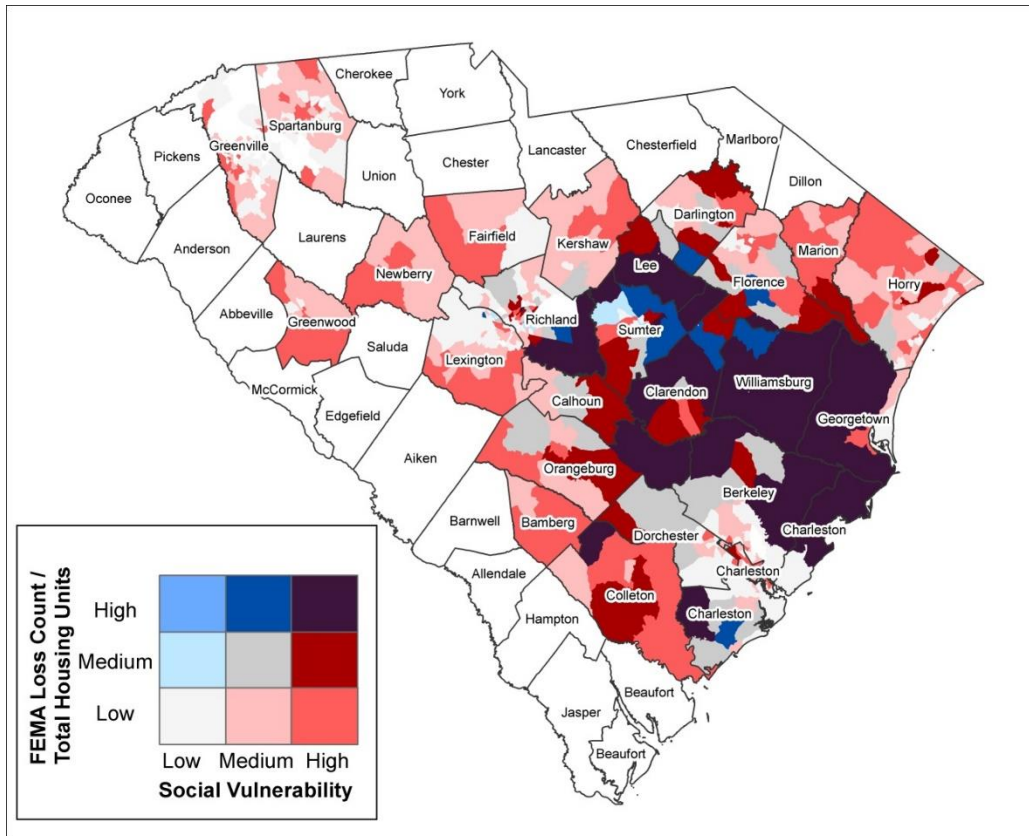 Cherokee
York
Spartanburg
Greenville
Pickens
Oconee
Union
Chester
Lancaster
Chesterfield
Marlboro
Dillon
Anderson
Laurens
Fairfield
Kershaw
Darlington
Marion
Newberry
Lee
Florence
Horry
Abbeville
Greenwood
Richland
Sumter
Saluda
Lexington
McCormick
Edgefield
Calhoun
Clarendon
Williamsburg
Georgetown
Aiken
Orangeburg
Berkeley
Barnwell
Bamberg
Dorchester
Charleston
Allendale
Charleston
Colleton
Charleston
Hampton
Beaufort
Jasper
Beaufort
FEMA Loss Count /
Total Housing Units
High
Medium
Low
Low Medium High
Social Vulnerability